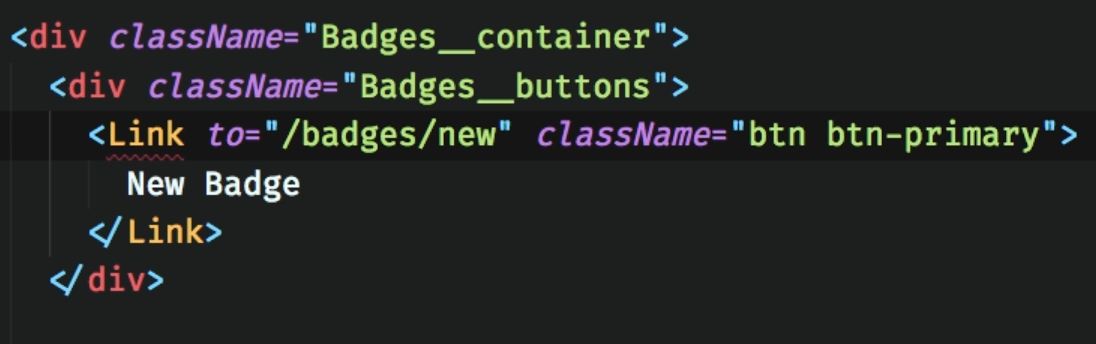 <div className="Badges__container">
<div className="Badges__buttons">
<Link to="/badges/new" className="btn btn-primary">
New Badge
</Link>
</div>